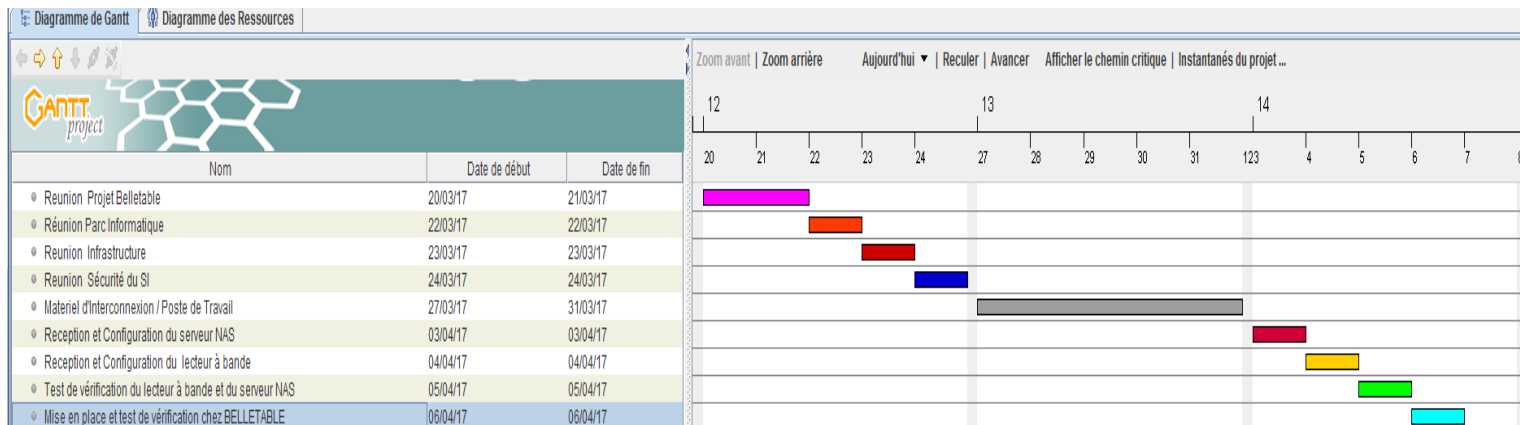 Diagramme de Gantt Diagramme des Ressources
Zoom avant | Zoom arrière Aujourd'hui ▼ | Reculer | Avancer Afficher le chemin critique | Instantanés du projet ...
GANTT
project
12 13 14
20 21 22 23 24 27 28 29 30 31 123 4 5 6 7 8
Nom Date de début Date de fin
Reunion Projet Belletable 20/03/17 21/03/17
Réunion Parc Informatique 22/03/17 22/03/17
Reunion Infrastructure 23/03/17 23/03/17
Reunion Sécurité du SI 24/03/17 24/03/17
Materiel d'Interconnexion / Poste de Travail 27/03/17 31/03/17
Reception et Configuration du serveur NAS 03/04/17 03/04/17
Reception et Configuration du lecteur à bande 04/04/17 04/04/17
Test de vérification du lecteur à bande et du serveur NAS 05/04/17 05/04/17
Mise en place et test de vérification chez BELLETABLE 06/04/17 06/04/17